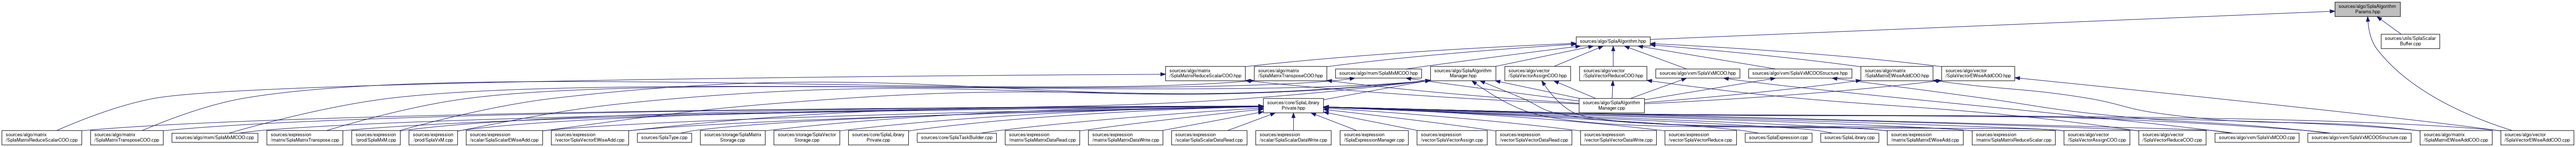 sources/algo/SplaAlgorithm
Params.hpp
sources/algo/SplaAlgorithm.hpp
sources/utils/SplaScalar
Buffer.cpp
sources/algo/matrix
/SplaMatrixReduceScalarCOO.hpp
sources/algo/matrix
/SplaMatrixTransposeCOO.hpp
sources/algo/mxm/SplaMxMCOO.hpp
sources/algo/SplaAlgorithm
Manager.hpp
sources/algo/vector
/SplaVectorAssignCOO.hpp
sources/algo/vector
/SplaVectorReduceCOO.hpp
sources/algo/vxm/SplaVxMCOO.hpp
sources/algo/vxm/SplaVxMCOOStructure.hpp
sources/algo/matrix
/SplaMatrixEWiseAddCOO.hpp
sources/algo/vector
/SplaVectorEWiseAddCOO.hpp
sources/core/SplaLibrary
Private.hpp
sources/algo/SplaAlgorithm
Manager.cpp
sources/algo/matrix
/SplaMatrixReduceScalarCOO.cpp
sources/algo/matrix
/SplaMatrixTransposeCOO.cpp
sources/algo/mxm/SplaMxMCOO.cpp
sources/expression
/matrix/SplaMatrixTranspose.cpp
sources/expression
/prod/SplaMxM.cpp
sources/expression
/prod/SplaVxM.cpp
sources/expression
/scalar/SplaScalarEWiseAdd.cpp
sources/expression
/vector/SplaVectorEWiseAdd.cpp
sources/SplaType.cpp
sources/storage/SplaMatrix
Storage.cpp
sources/storage/SplaVector
Storage.cpp
sources/core/SplaLibrary
Private.cpp
sources/core/SplaTaskBuilder.cpp
sources/expression
/matrix/SplaMatrixDataRead.cpp
sources/expression
/matrix/SplaMatrixDataWrite.cpp
sources/expression
/scalar/SplaScalarDataRead.cpp
sources/expression
/scalar/SplaScalarDataWrite.cpp
sources/expression
/SplaExpressionManager.cpp
sources/expression
/vector/SplaVectorAssign.cpp
sources/expression
/vector/SplaVectorDataRead.cpp
sources/expression
/vector/SplaVectorDataWrite.cpp
sources/expression
/vector/SplaVectorReduce.cpp
sources/SplaExpression.cpp
sources/SplaLibrary.cpp
sources/expression
/matrix/SplaMatrixEWiseAdd.cpp
sources/expression
/matrix/SplaMatrixReduceScalar.cpp
sources/algo/vector
/SplaVectorAssignCOO.cpp
sources/algo/vector
/SplaVectorReduceCOO.cpp
sources/algo/vxm/SplaVxMCOO.cpp
sources/algo/vxm/SplaVxMCOOStructure.cpp
sources/algo/matrix
/SplaMatrixEWiseAddCOO.cpp
sources/algo/vector
/SplaVectorEWiseAddCOO.cpp